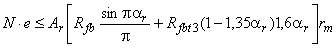 N·e ≤ A_r [ R_fb (sin πα_r / π) + R_fbt3 (1-1,35α_r)1,6α_r ] r_m